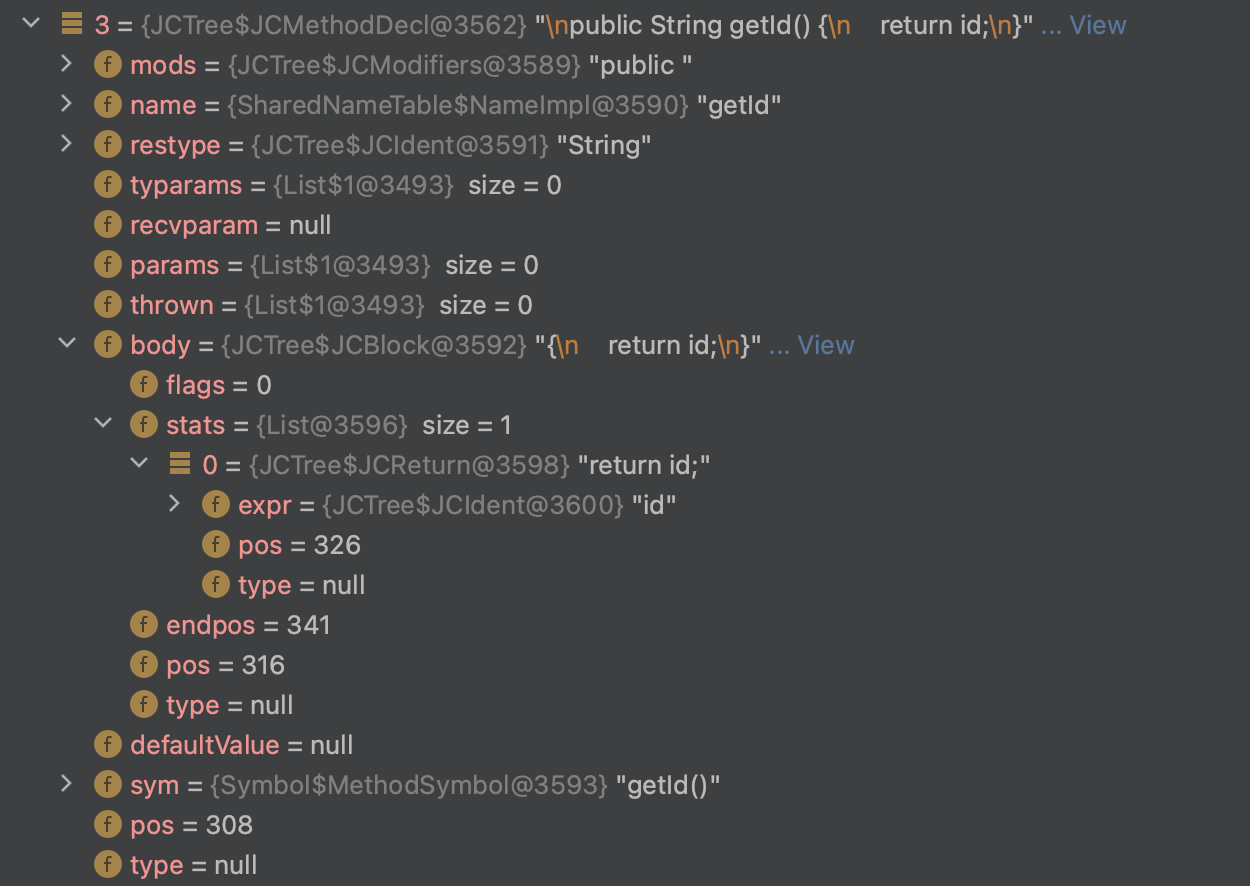 3 = {JCTree$JCMethodDecl@3562} "\npublic String getId() {\n    return id;\n}" ... View
f mods = {JCTree$JCModifiers@3589} "public "
f name = {SharedNameTable$NameImpl@3590} "getId"
f restype = {JCTree$JCIdent@3591} "String"
f typarams = {List$1@3493}  size = 0
f recvparam = null
f params = {List$1@3493}  size = 0
f thrown = {List$1@3493}  size = 0
f body = {JCTree$JCBlock@3592} "{\n    return id;\n}" ... View
f flags = 0
f stats = {List@3596}  size = 1
0 = {JCTree$JCReturn@3598} "return id;"
f expr = {JCTree$JCIdent@3600} "id"
f pos = 326
f type = null
f endpos = 341
f pos = 316
f type = null
f defaultValue = null
f sym = {Symbol$MethodSymbol@3593} "getId()"
f pos = 308
f type = null